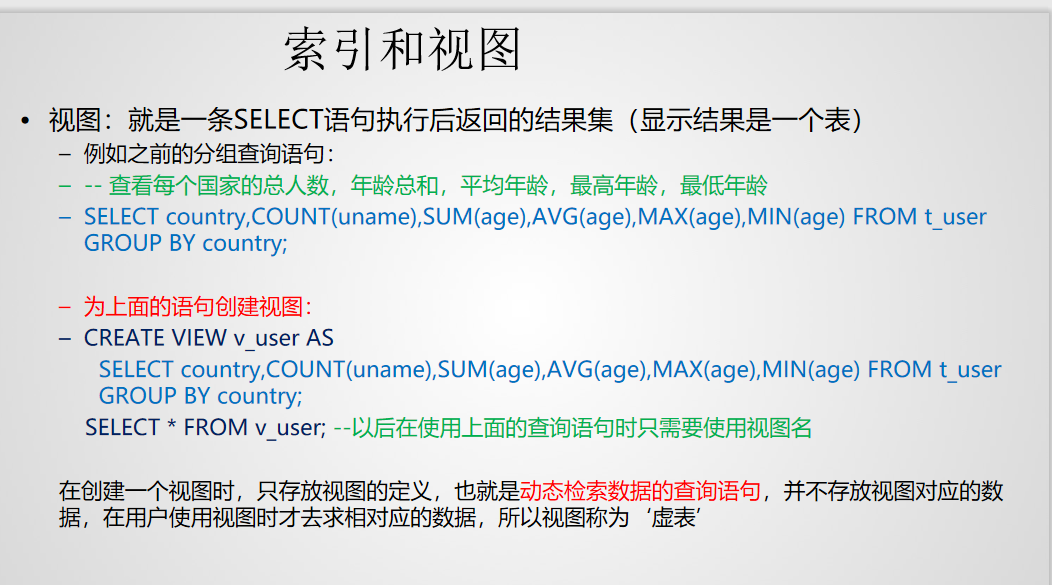 索引和视图
• 视图：就是一条SELECT语句执行后返回的结果集（显示结果是一个表）
– 例如之前的分组查询语句：
– -- 查看每个国家的总人数，年龄总和，平均年龄，最高年龄，最低年龄
– SELECT country,COUNT(uname),SUM(age),AVG(age),MAX(age),MIN(age) FROM t_user
GROUP BY country;
– 为上面的语句创建视图：
– CREATE VIEW v_user AS
SELECT country,COUNT(uname),SUM(age),AVG(age),MAX(age),MIN(age) FROM t_user
GROUP BY country;
SELECT * FROM v_user; --以后在使用上面的查询语句时只需要使用视图名
在创建一个视图时，只存放视图的定义，也就是动态检索数据的查询语句，并不存放视图对应的数
据，在用户使用视图时才去求相对应的数据，所以视图称为‘虚表’